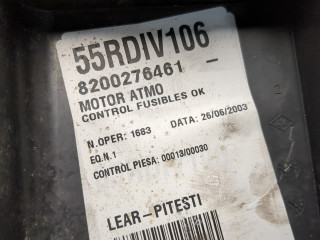 55RDIV106
8200276461 -
MOTOR ATMO
CONTROL FUSIBLES OK
N.OPER: 1683 DATA: 26/06/2003
EQ.N.1
CONTROL PIESA: 00013/00030
LEAR-PITESTI